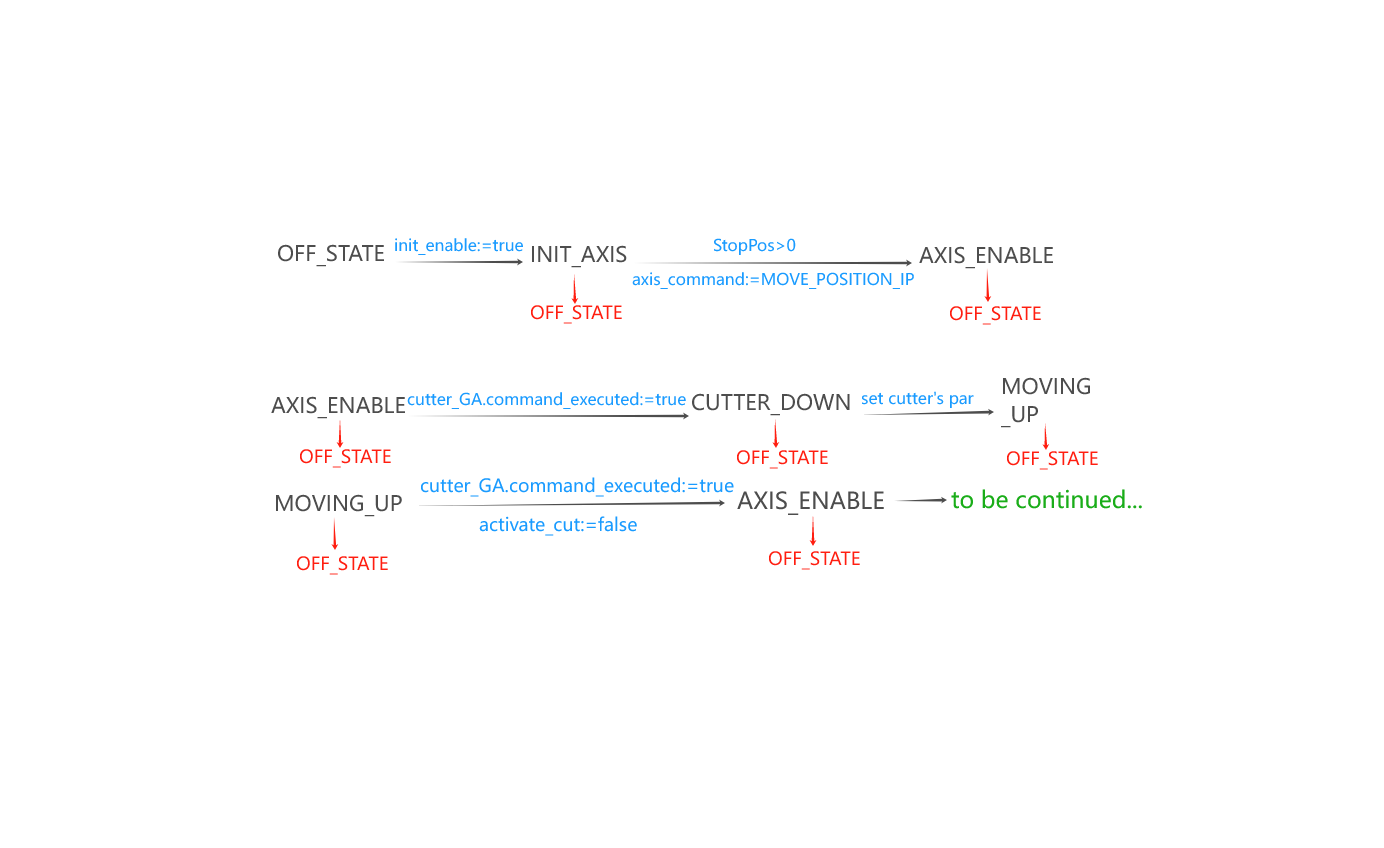 OFF_STATE
init_enable:=true
INIT_AXIS
StopPos>0
axis_command:=MOVE_POSITION_IP
AXIS_ENABLE
OFF_STATE
OFF_STATE
AXIS_ENABLE
cutter_GA.command_executed:=true
CUTTER_DOWN
set cutter's par
MOVING
_UP
OFF_STATE
OFF_STATE
OFF_STATE
MOVING_UP
cutter_GA.command_executed:=true
activate_cut:=false
AXIS_ENABLE
to be continued...
OFF_STATE
OFF_STATE